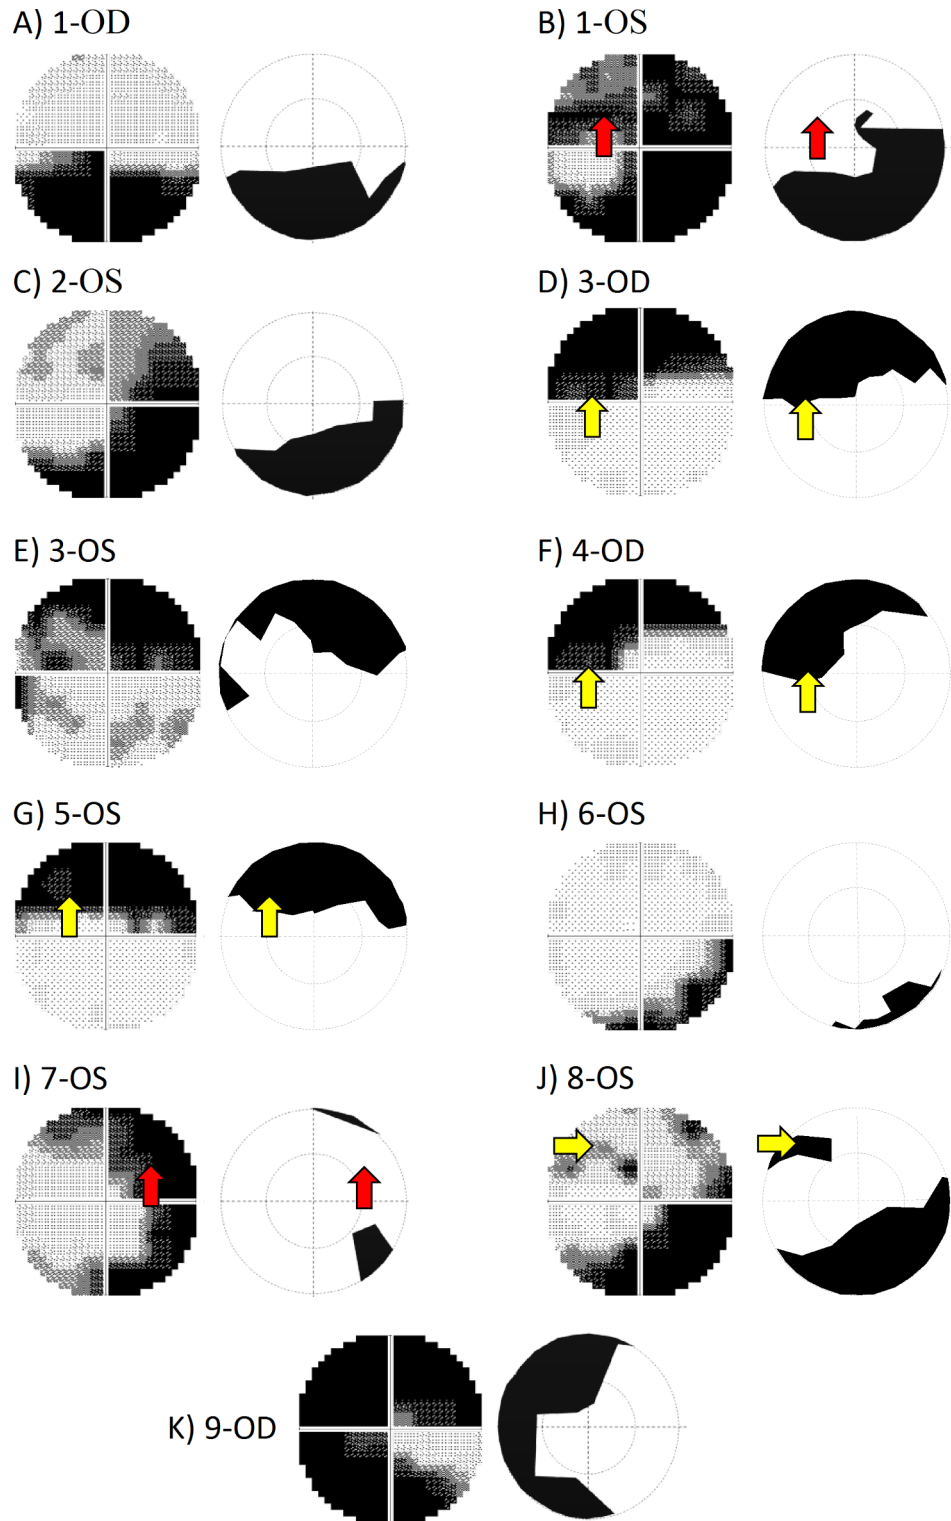 A) 1-OD
B) 1-OS
C) 2-OS
D) 3-OD
E) 3-OS
F) 4-OD
G) 5-OS
H) 6-OS
I) 7-OS
J) 8-OS
K) 9-OD